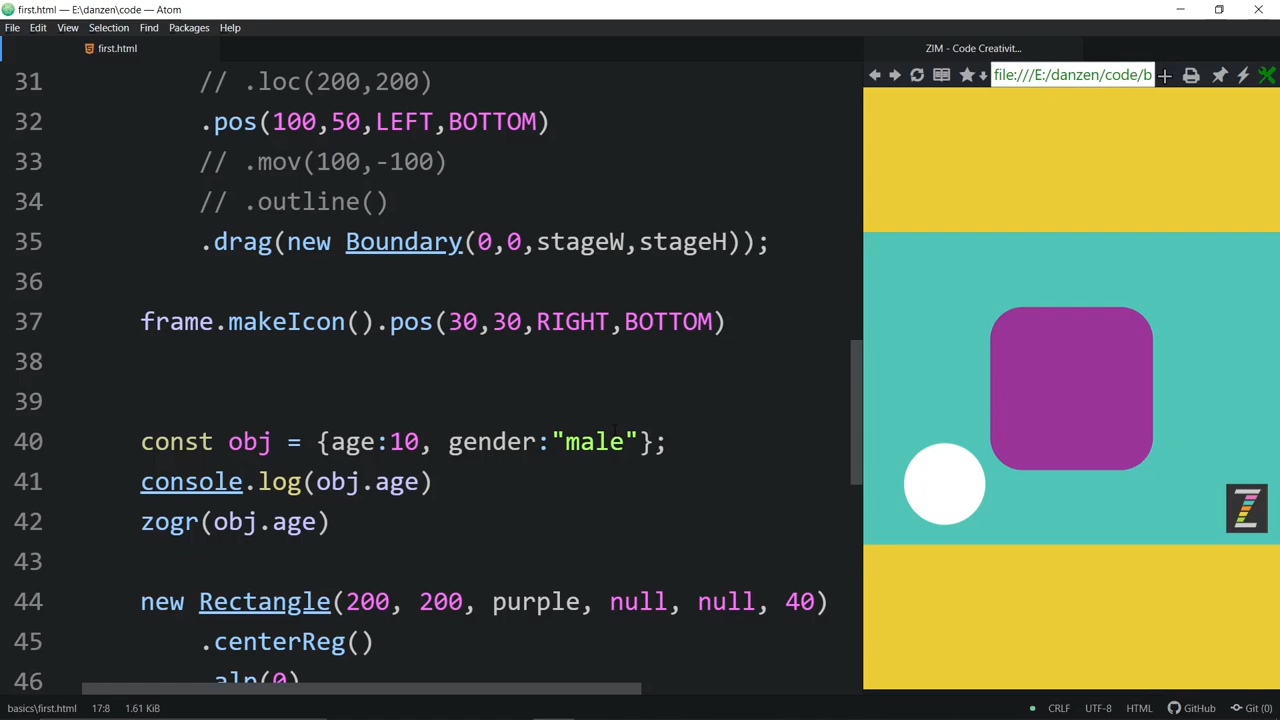 first.html — E:\danzen\code — Atom
File Edit View Selection Find Packages Help
first.html
ZIM - Code Creativit...
file:///E:/danzen/code/b
31 // .loc(200,200)
32 .pos(100,50,LEFT,BOTTOM)
33 // .mov(100,-100)
34 // .outline()
35 .drag(new Boundary(0,0,stageW,stageH));
36
37 frame.makeIcon().pos(30,30,RIGHT,BOTTOM)
38
39
40 const obj = {age:10, gender:"male"};
41 console.log(obj.age)
42 zogr(obj.age)
43
44 new Rectangle(200, 200, purple, null, null, 40)
45 .centerReg()
46 .alp(0)
basics\first.html 17:8 1.61 KiB CRLF UTF-8 HTML GitHub Git (0)